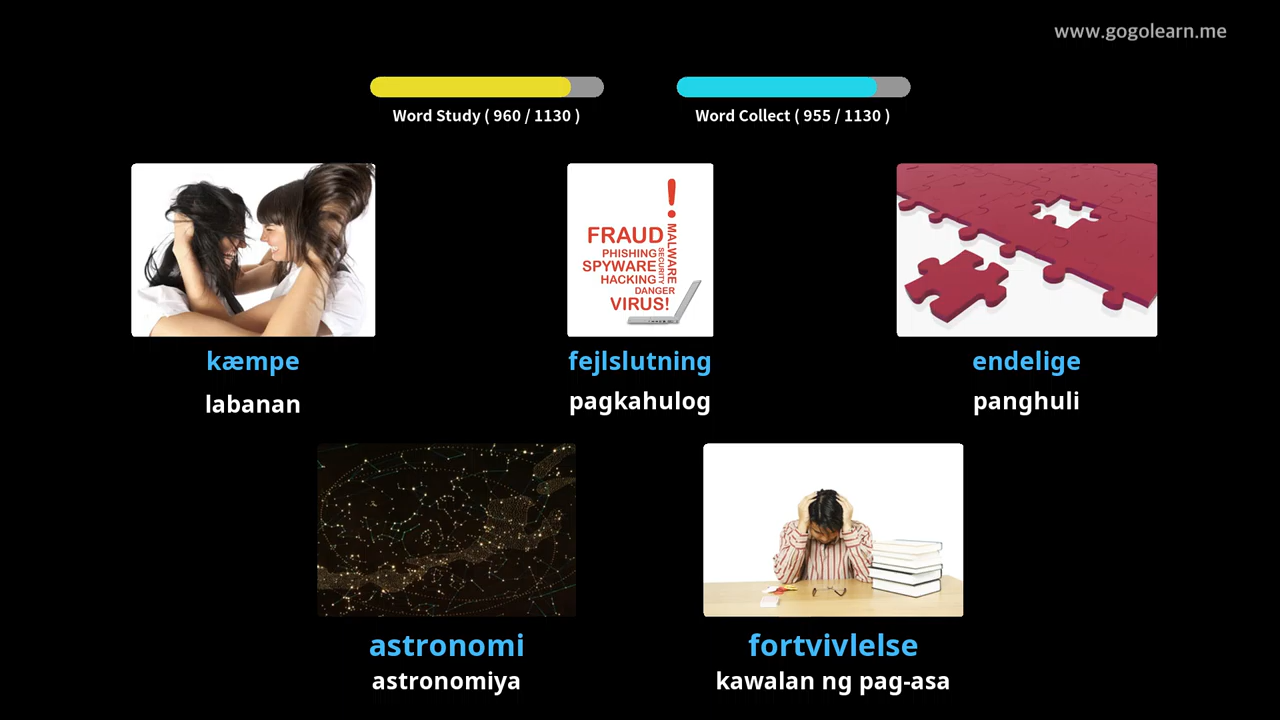 www.gogolearn.me
Word Study ( 960 / 1130 )
Word Collect ( 955 / 1130 )
FRAUD
PHISHING
SPYWARE
HACKING
DANGER
VIRUS!
SECURITY
MALWARE
!
kæmpe
labanan
fejlslutning
pagkahulog
endelige
panghuli
astronomi
astronomiya
fortvivlelse
kawalan ng pag-asa